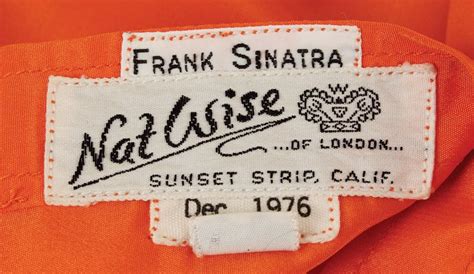 FRANK SINATRA
Nat Wise
...OF LONDON...
SUNSET STRIP, CALIF.
Dec. 1976